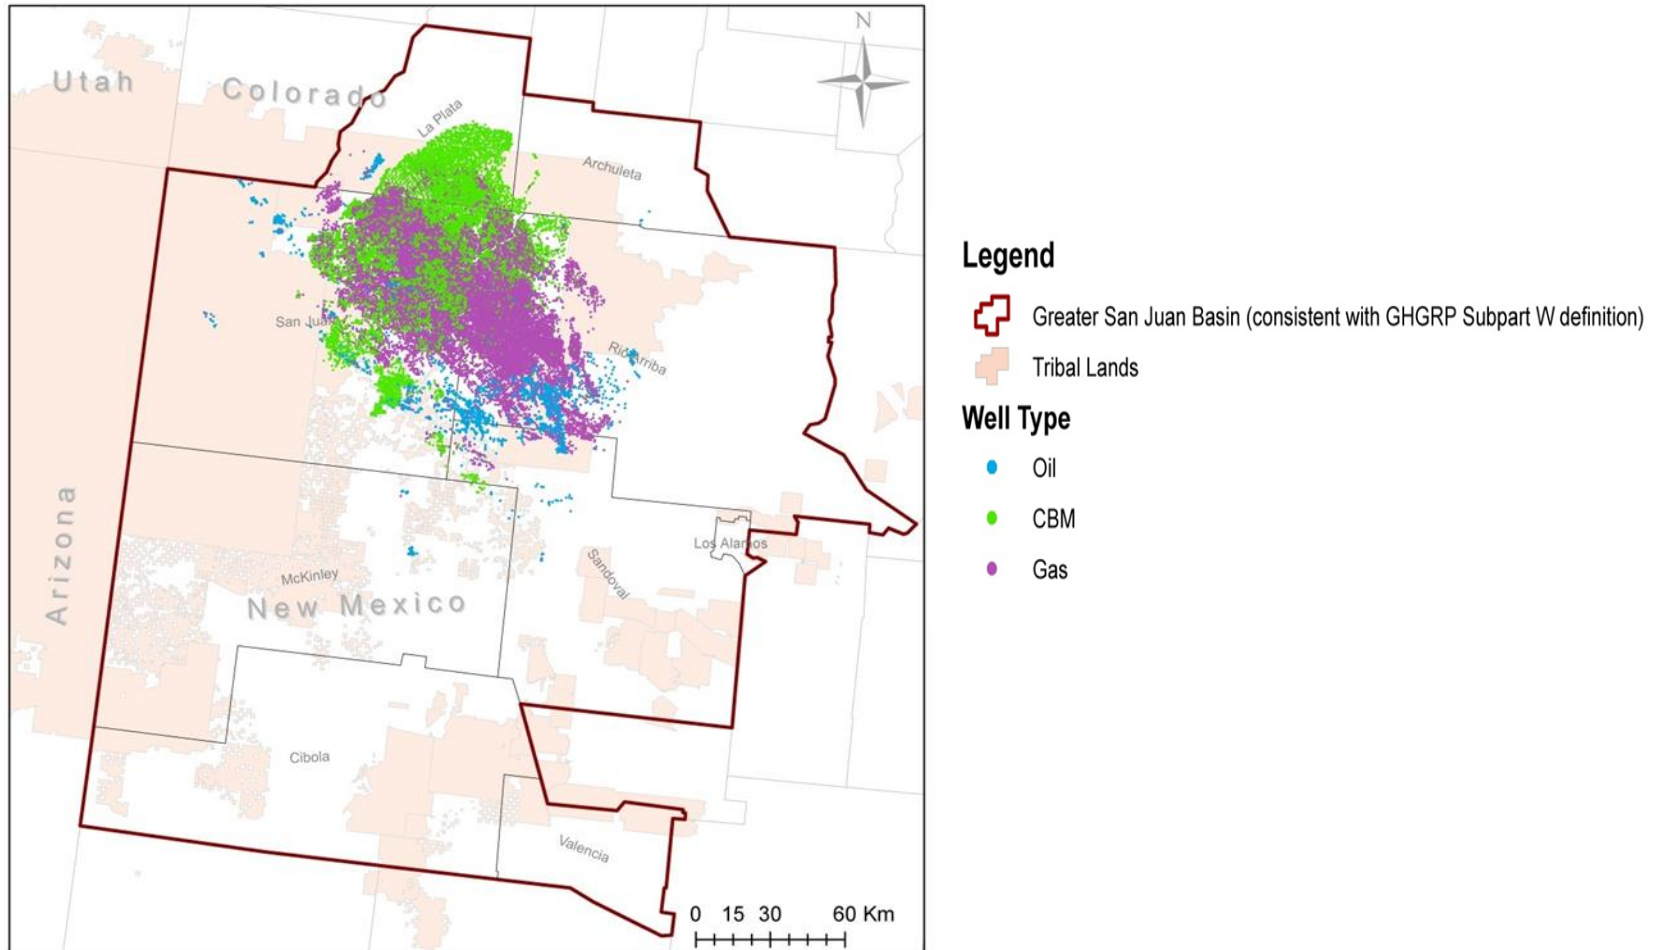 N
Utah
Colorado
La Plata
Archuleta
San Juan
Rio Arriba
Arizona
Los Alamos
McKinley
Sandoval
New Mexico
Cibola
Valencia
0 15 30 60 Km
Legend
Greater San Juan Basin (consistent with GHGRP Subpart W definition)
Tribal Lands
Well Type
Oil
CBM
Gas